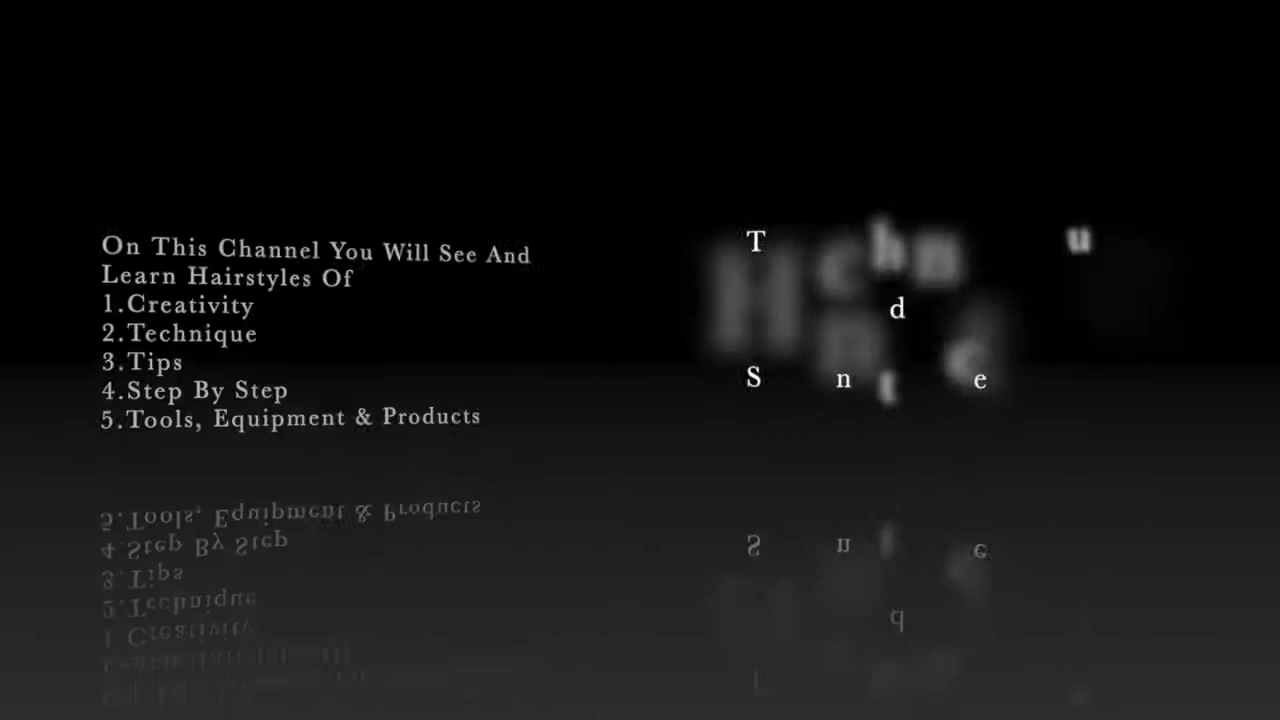 On This Channel You Will See And
Learn Hairstyles Of
1.Creativity
2.Technique
3.Tips
4.Step By Step
5.Tools, Equipment & Products